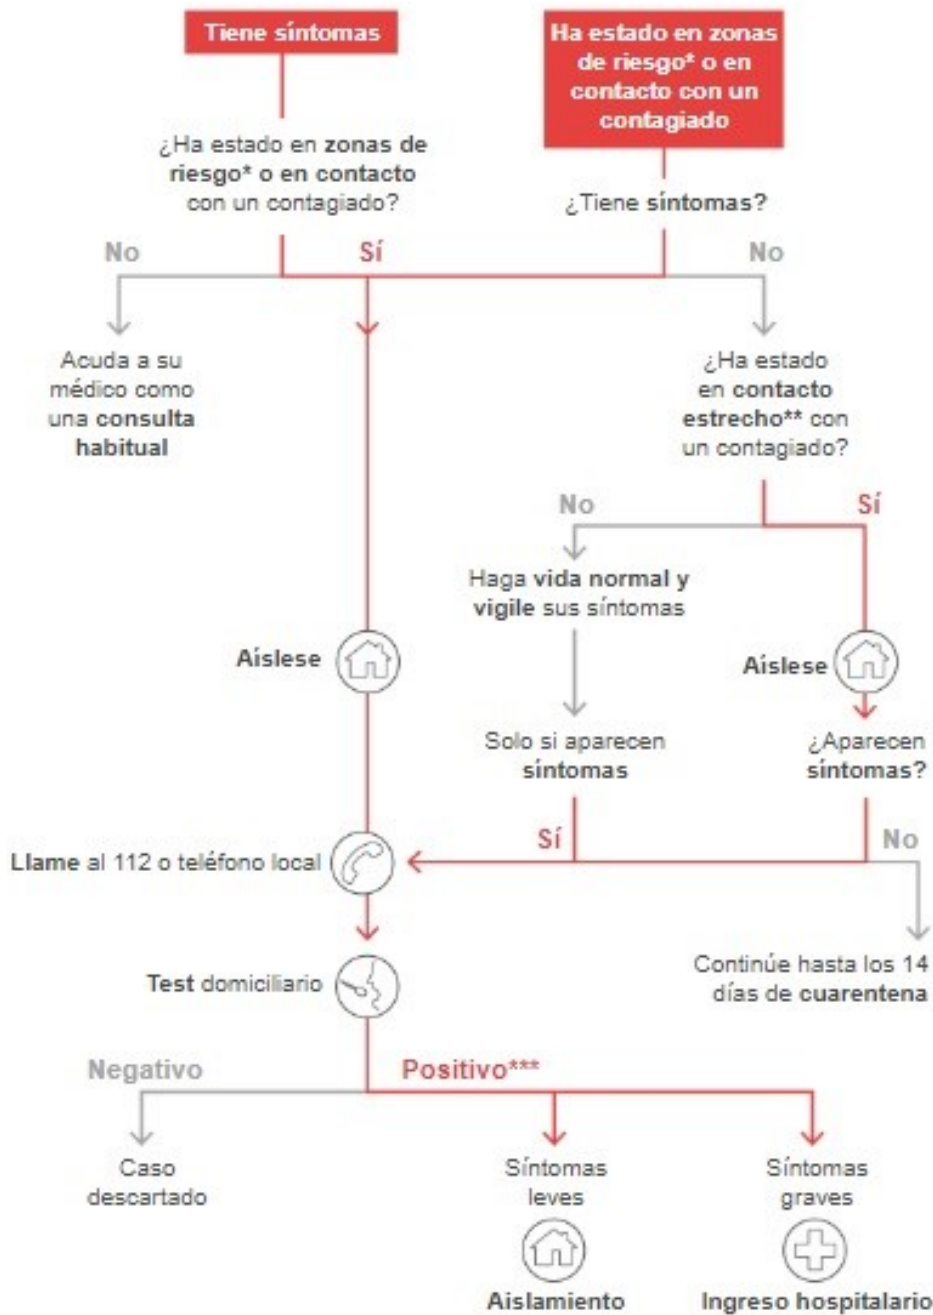 Tiene síntomas
Ha estado en zonas
de riesgo* o en
contacto con un
contagiado
¿Ha estado en zonas de
riesgo* o en contacto
con un contagiado?
¿Tiene síntomas?
No
Sí
No
Acuda a su
médico como
una consulta
habitual
¿Ha estado
en contacto
estrecho** con
un contagiado?
No
Sí
Haga vida normal y
vigile sus síntomas
Aíslese
Aíslese
Solo si aparecen
síntomas
¿Aparecen
síntomas?
Sí
No
Llame al 112 o teléfono local
Continúe hasta los 14
días de cuarentena
Test domiciliario
Negativo
Positivo***
Caso
descartado
Síntomas
leves
Aislamiento
Síntomas
graves
Ingreso hospitalario